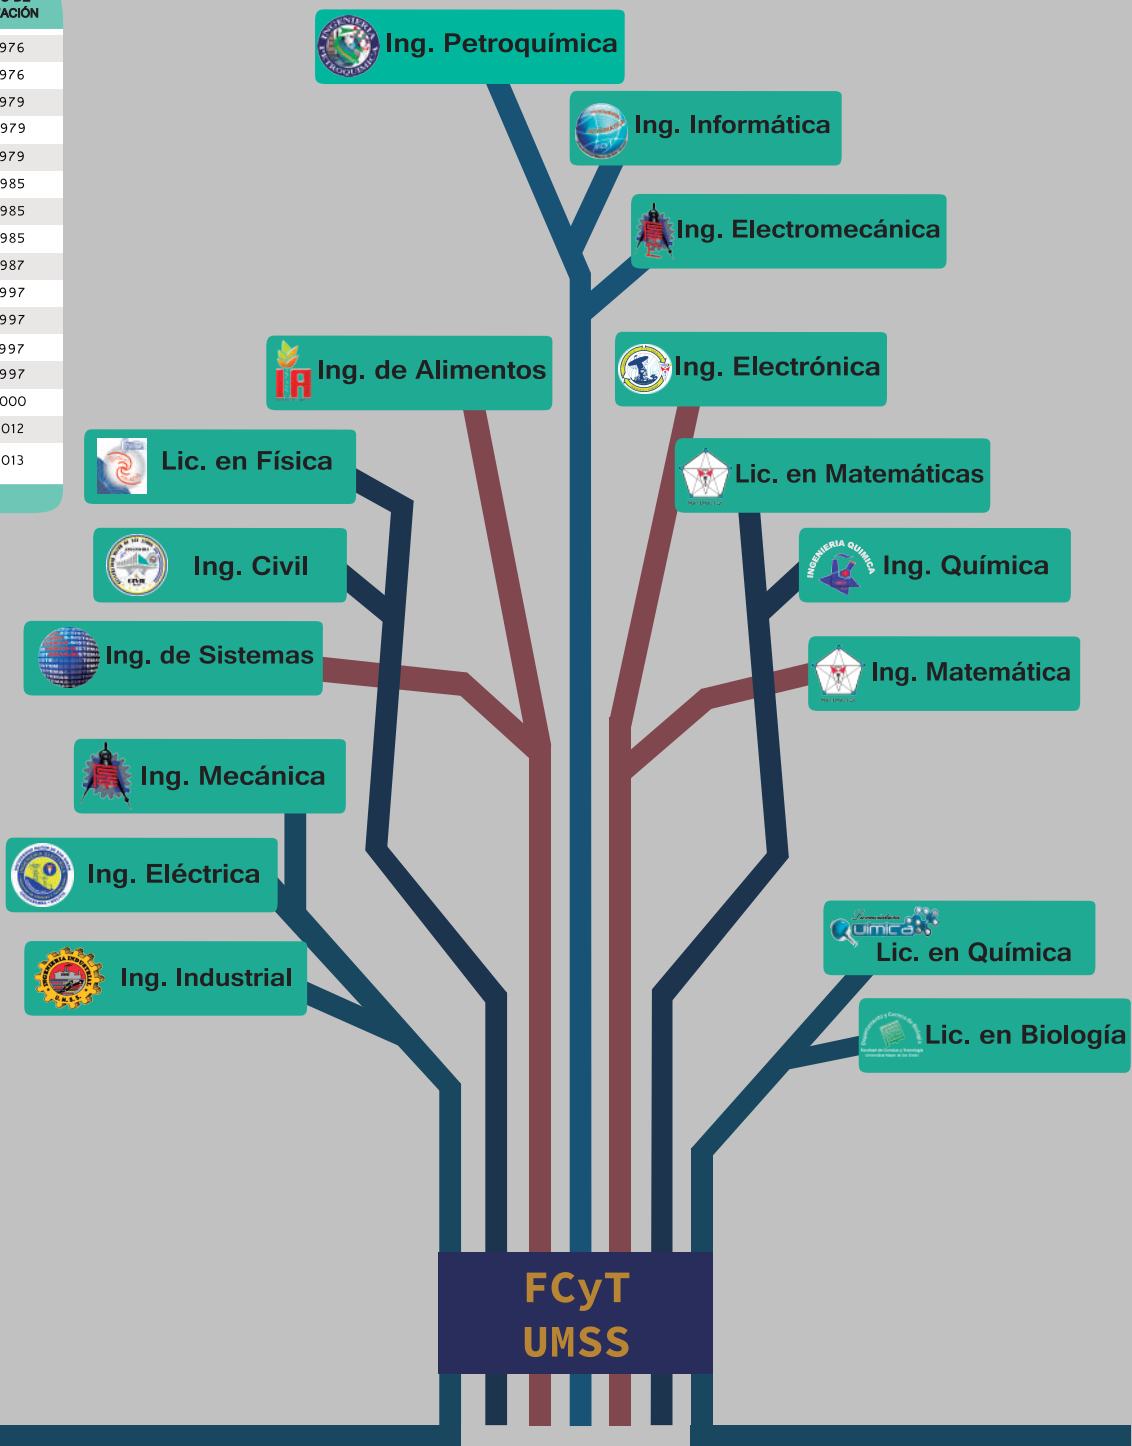 ACIÓN
976
976
979
979
979
985
985
985
987
997
997
997
997
000
012
013
Ing. Petroquímica
Ing. Informática
Ing. Electromecánica
Ing. de Alimentos
Ing. Electrónica
Lic. en Física
Lic. en Matemáticas
Ing. Civil
INGENIERIA QUIMICA
Ing. Química
Ing. de Sistemas
Ing. Matemática
Ing. Mecánica
Ing. Eléctrica
Química
Lic. en Química
Ing. Industrial
Lic. en Biología
FCyT
UMSS